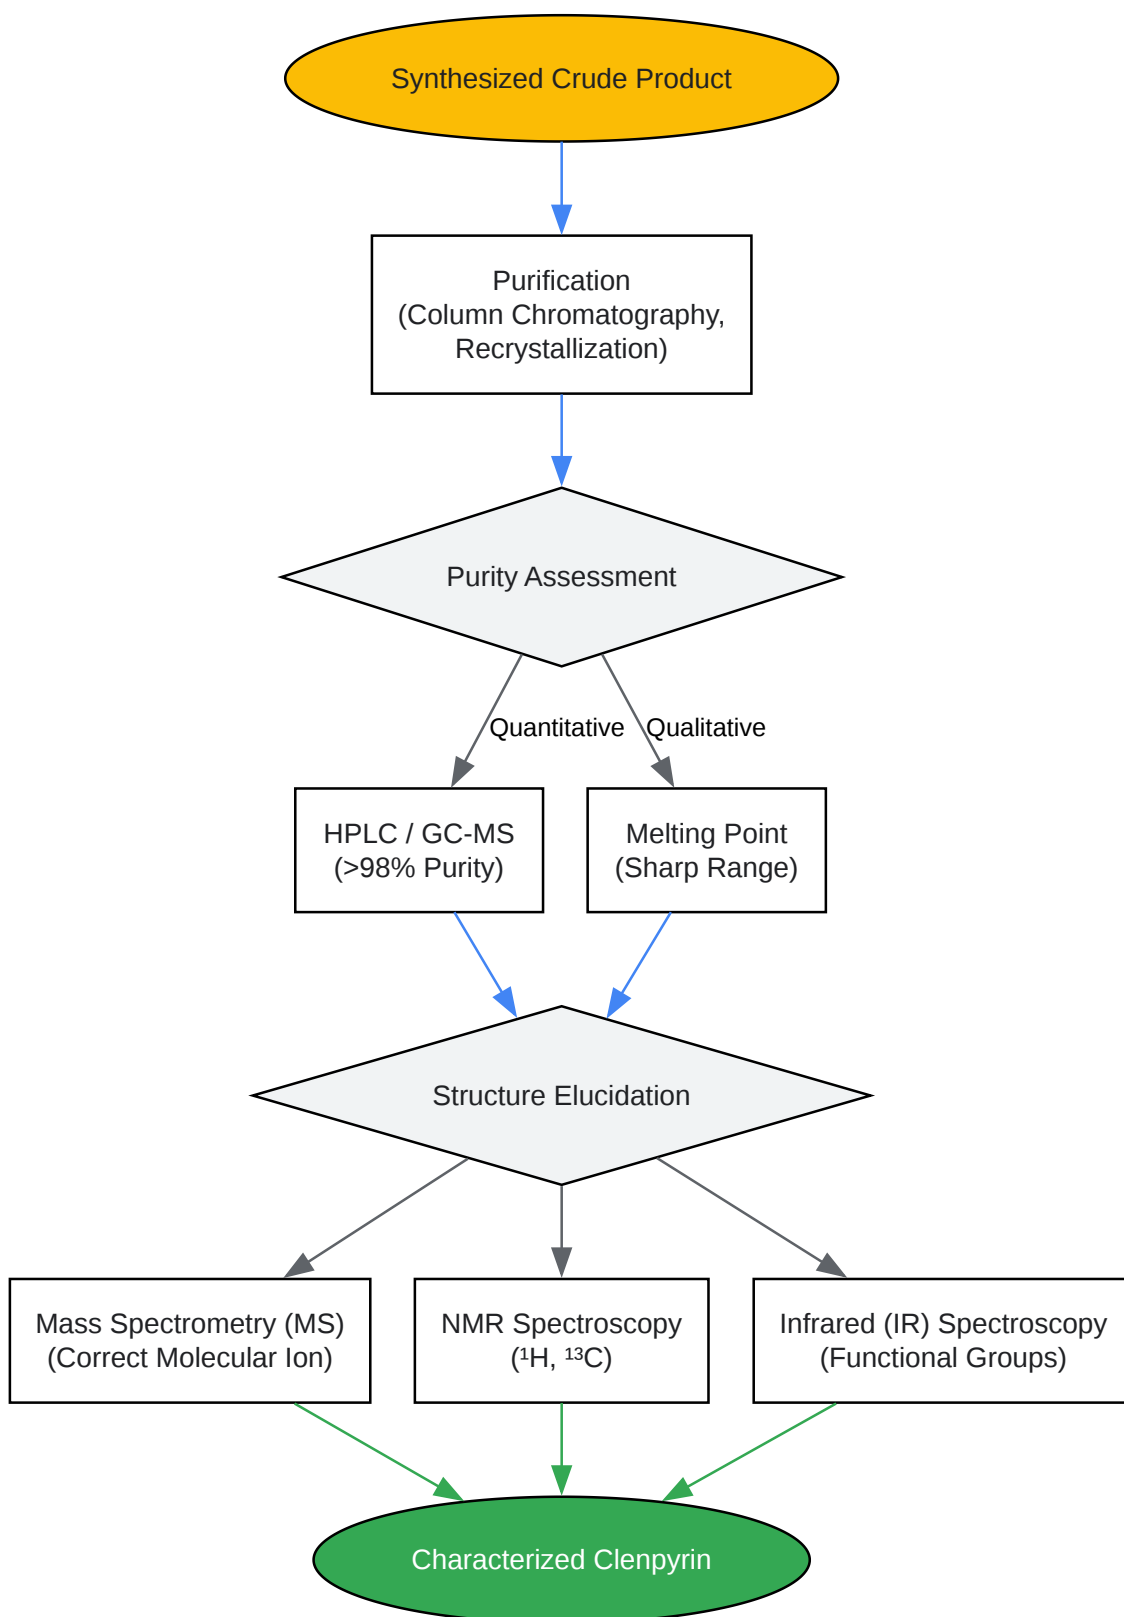 Synthesized Crude Product
Purification
(Column Chromatography,
Recrystallization)
Purity Assessment
Quantitative
Qualitative
HPLC / GC-MS
(>98% Purity)
Melting Point
(Sharp Range)
Structure Elucidation
Mass Spectrometry (MS)
(Correct Molecular Ion)
NMR Spectroscopy
(¹H, ¹³C)
Infrared (IR) Spectroscopy
(Functional Groups)
Characterized Clenpyrin